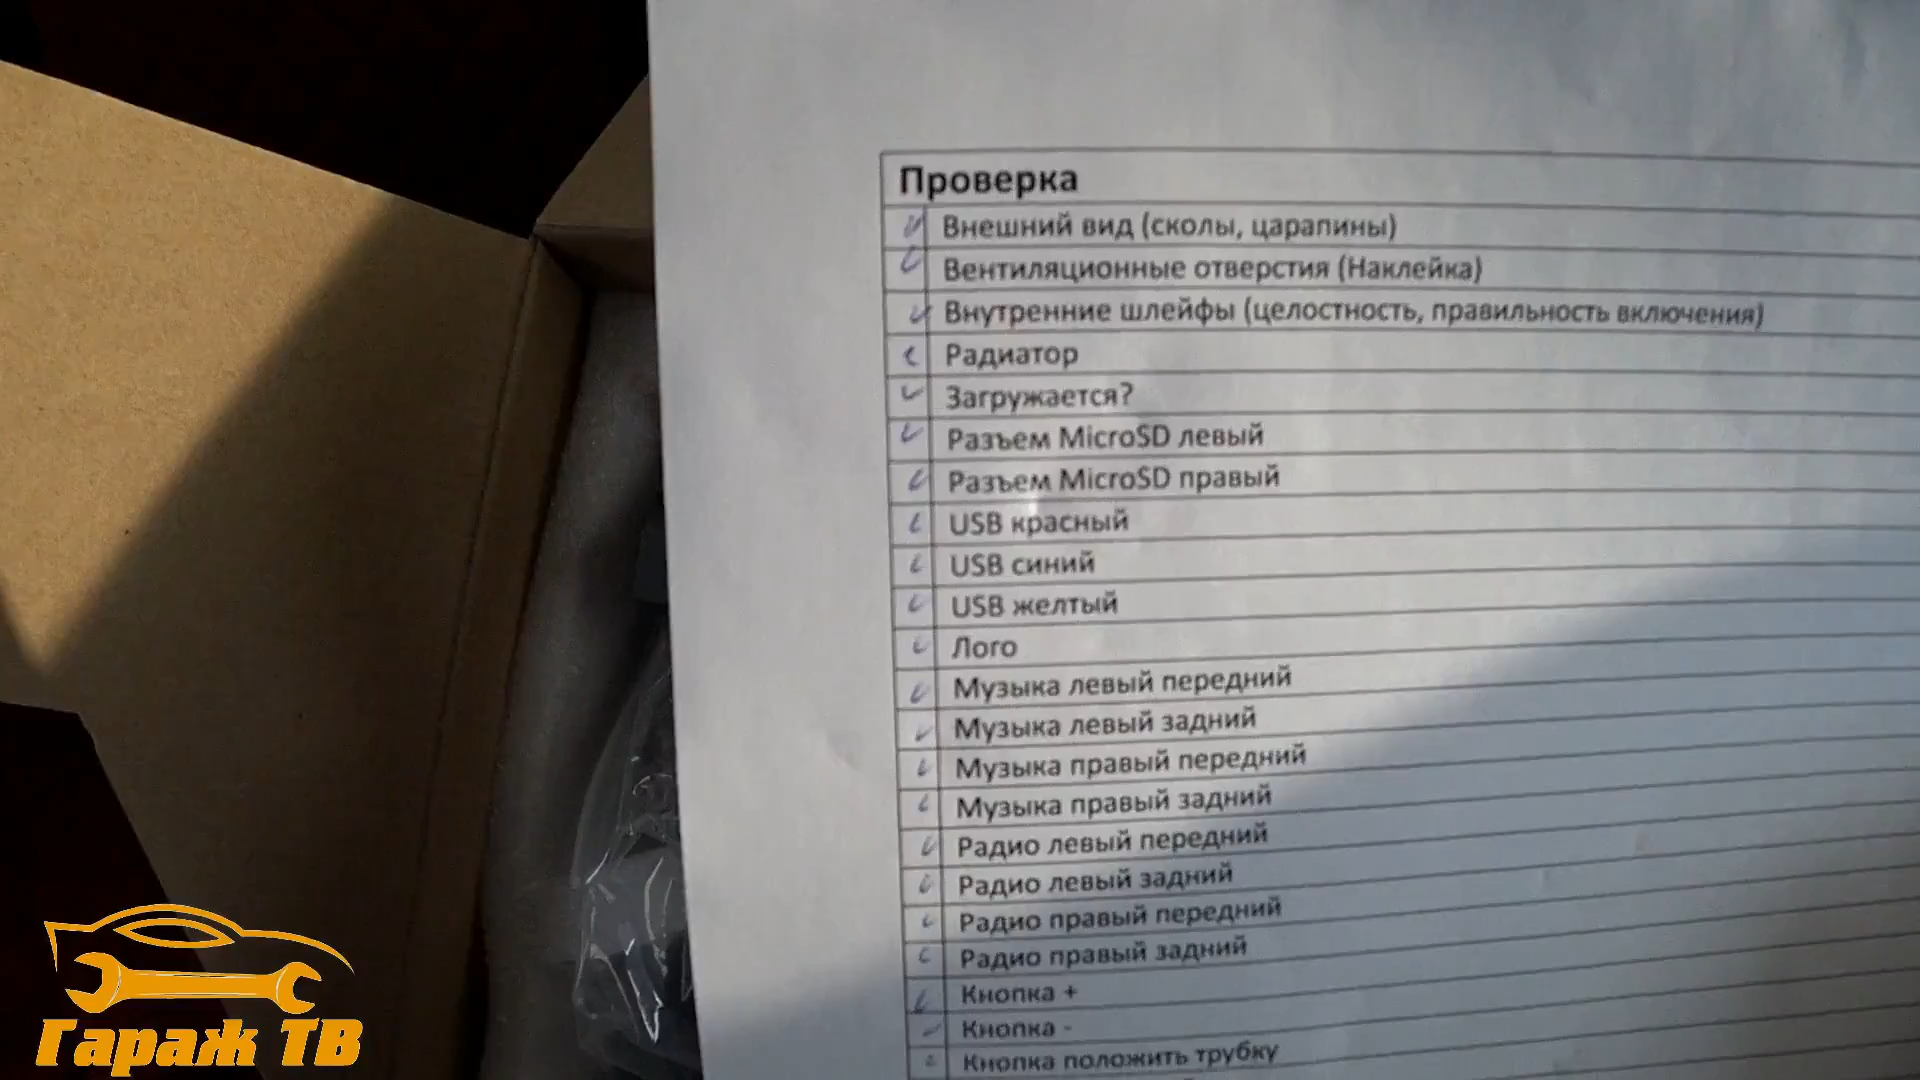 Проверка
Внешний вид (сколы, царапины)
Вентиляционные отверстия (Наклейка)
Внутренние шлейфы (целостность, правильность включения)
Радиатор
Загружается?
Разъем MicroSD левый
Разъем MicroSD правый
USB красный
USB синий
USB желтый
Лого
Музыка левый передний
Музыка левый задний
Музыка правый передний
Музыка правый задний
Радио левый передний
Радио левый задний
Радио правый передний
Радио правый задний
Кнопка +
Кнопка -
Кнопка положить трубку
Гараж ТВ